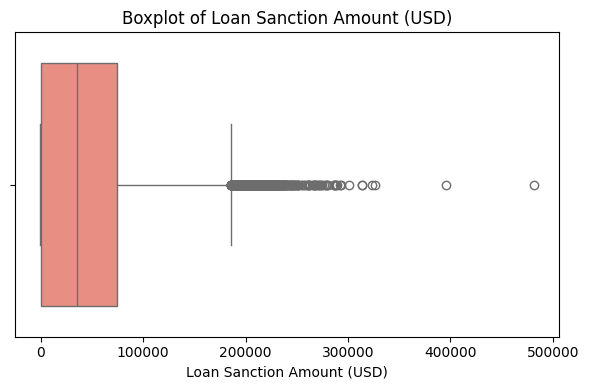 Boxplot of Loan Sanction Amount (USD)
0 100000 200000 300000 400000 500000
Loan Sanction Amount (USD)